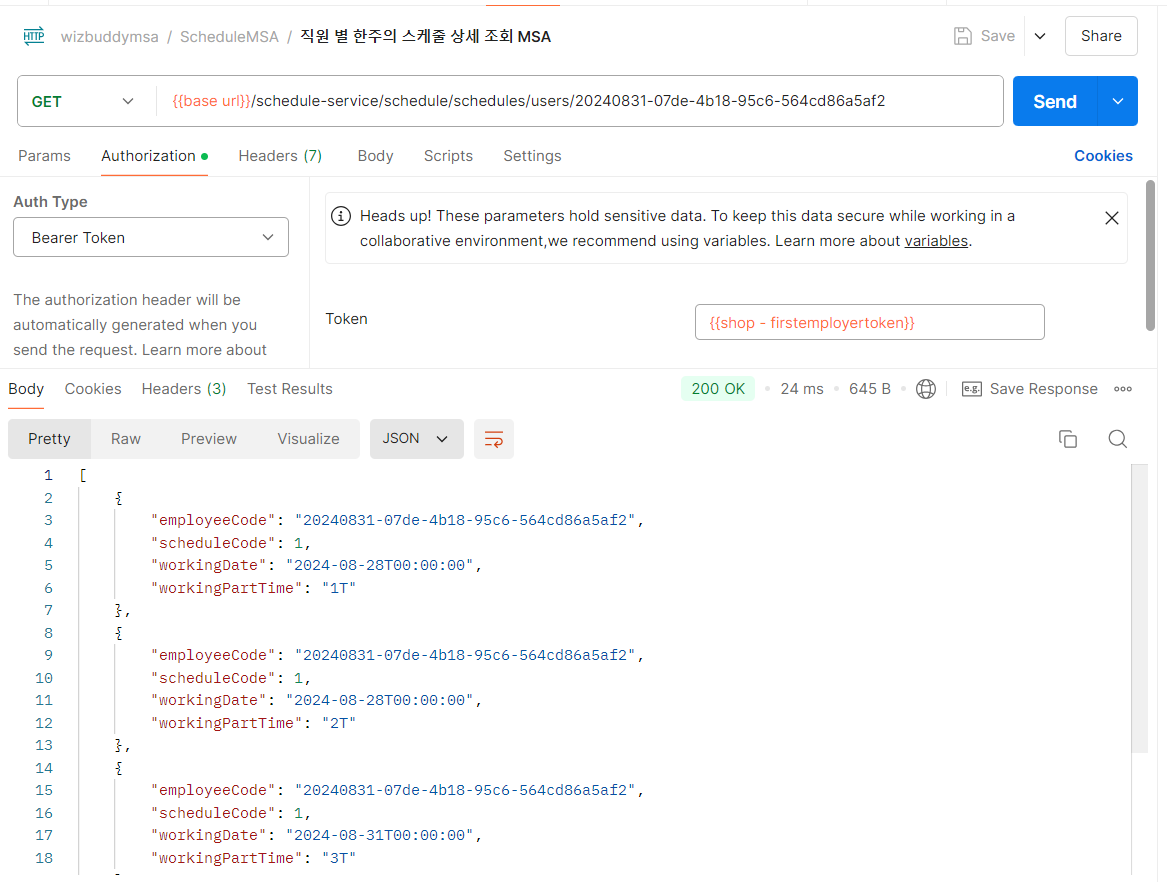 HTTP wizbuddymsa / ScheduleMSA / 직원 별 한주의 스케줄 상세 조회 MSA Save Share
GET {{base url}}/schedule-service/schedule/schedules/users/20240831-07de-4b18-95c6-564cd86a5af2 Send
Params Authorization Headers (7) Body Scripts Settings Cookies
Auth Type
Bearer Token
The authorization header will be
automatically generated when you
send the request. Learn more about
Heads up! These parameters hold sensitive data. To keep this data secure while working in a
collaborative environment,we recommend using variables. Learn more about variables.
Token {{shop - firstemployertoken}}
Body Cookies Headers (3) Test Results 200 OK 24 ms 645 B e.g. Save Response
Pretty Raw Preview Visualize JSON
1 [
2 {
3 "employeeCode": "20240831-07de-4b18-95c6-564cd86a5af2",
4 "scheduleCode": 1,
5 "workingDate": "2024-08-28T00:00:00",
6 "workingPartTime": "1T"
7 },
8 {
9 "employeeCode": "20240831-07de-4b18-95c6-564cd86a5af2",
10 "scheduleCode": 1,
11 "workingDate": "2024-08-28T00:00:00",
12 "workingPartTime": "2T"
13 },
14 {
15 "employeeCode": "20240831-07de-4b18-95c6-564cd86a5af2",
16 "scheduleCode": 1,
17 "workingDate": "2024-08-31T00:00:00",
18 "workingPartTime": "3T"